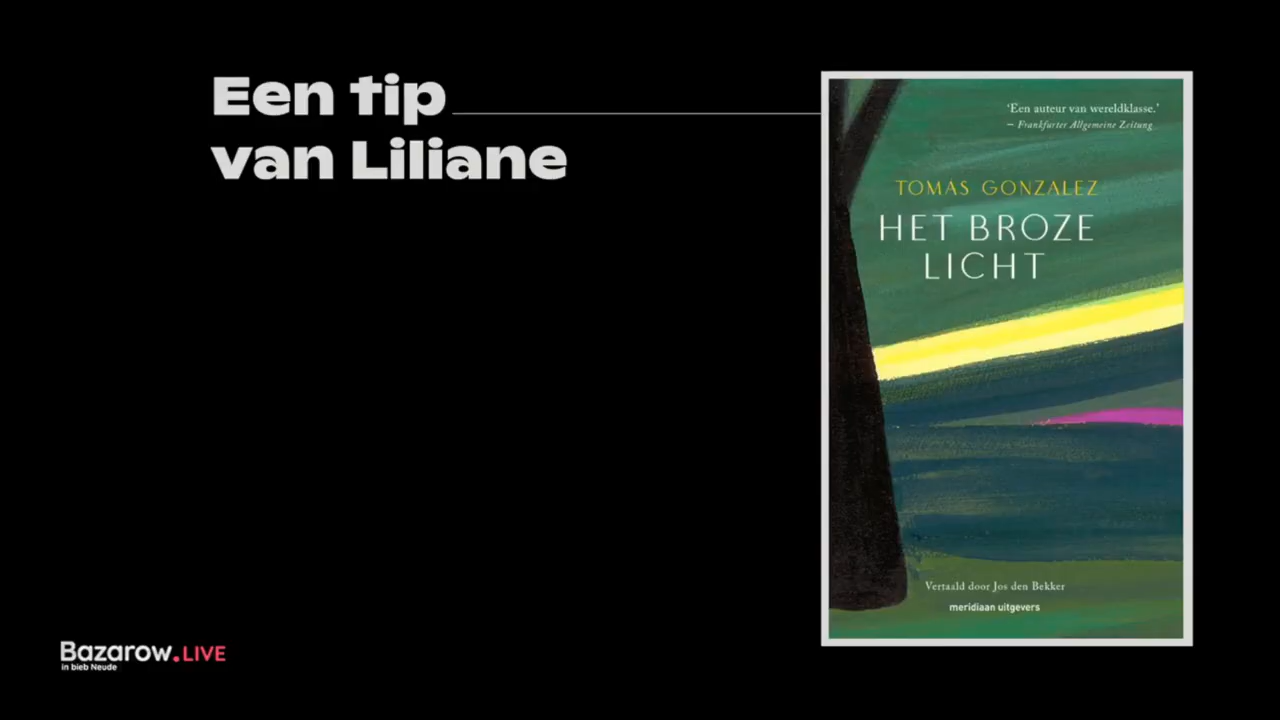 Een tip
van Liliane
'Een auteur van wereldklasse.'
– Frankfurter Allgemeine Zeitung
TOMAS GONZALEZ
HET BROZE
LICHT
Vertaald door Jos den Bekker
meridiaan uitgevers
Bazarow.LIVE
in bieb Neude